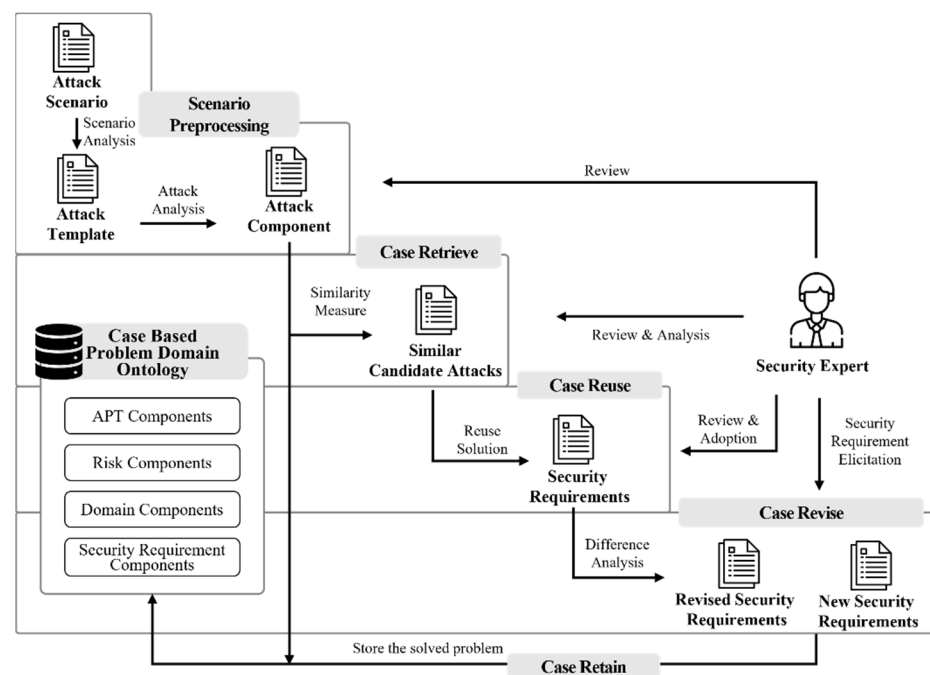 Attack
Scenario
Scenario
Analysis
Scenario
Preprocessing
Attack
Template
Attack
Analysis
Attack
Component
Review
Case Retrieve
Similarity
Measure
Similar
Candidate Attacks
Review & Analysis
Security Expert
Case Based
Problem Domain
Ontology
APT Components
Risk Components
Domain Components
Security Requirement
Components
Case Reuse
Reuse
Solution
Security
Requirements
Review &
Adoption
Security
Requirement
Elicitation
Case Revise
Difference
Analysis
Revised Security
Requirements
New Security
Requirements
Store the solved problem
Case Retain